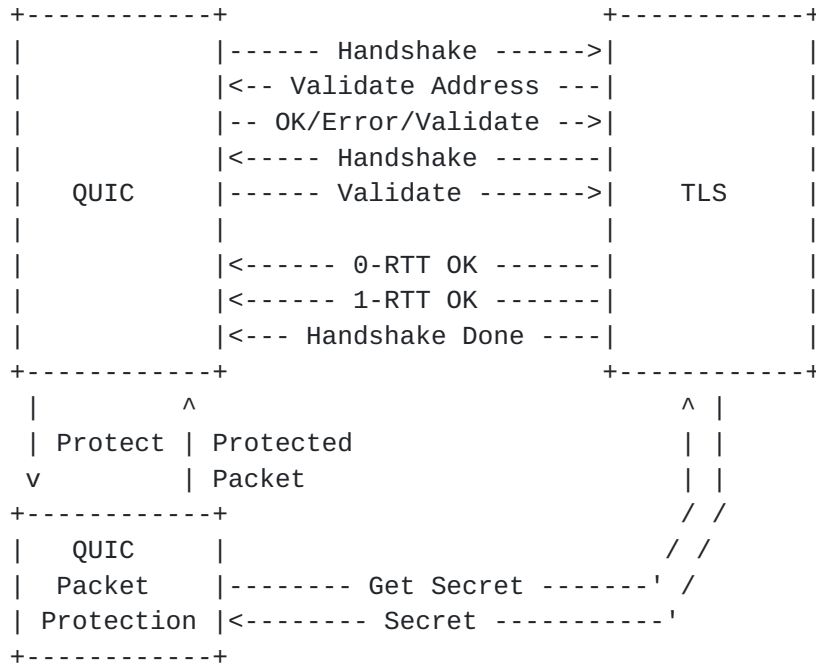 +------------+                        +------------+
|            |------ Handshake ------>|            |
|            |<-- Validate Address ---|            |
|            |-- OK/Error/Validate -->|            |
|            |<----- Handshake -------|            |
|   QUIC     |------ Validate ------->|    TLS     |
|            |                        |            |
|            |<------ 0-RTT OK -------|            |
|            |<------ 1-RTT OK -------|            |
|            |<--- Handshake Done ----|            |
+------------+                        +------------+
 |         ^                               ^ |
 | Protect | Protected                     | |
 v         | Packet                        | |
+------------+                             / /
|   QUIC     |                            / /
|  Packet    |-------- Get Secret -------' /
| Protection |<-------- Secret -----------'
+------------+